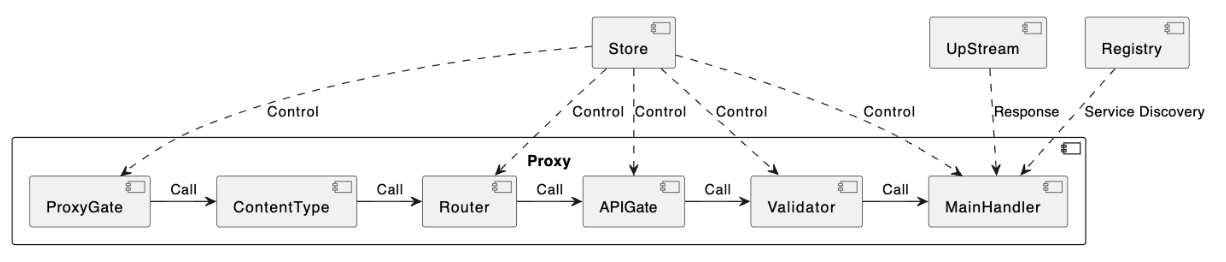 Store
UpStream
Registry
Control
Control
Control
Control
Control
Response
Service Discovery
Proxy
ProxyGate
Call
ContentType
Call
Router
Call
APIGate
Call
Validator
Call
MainHandler